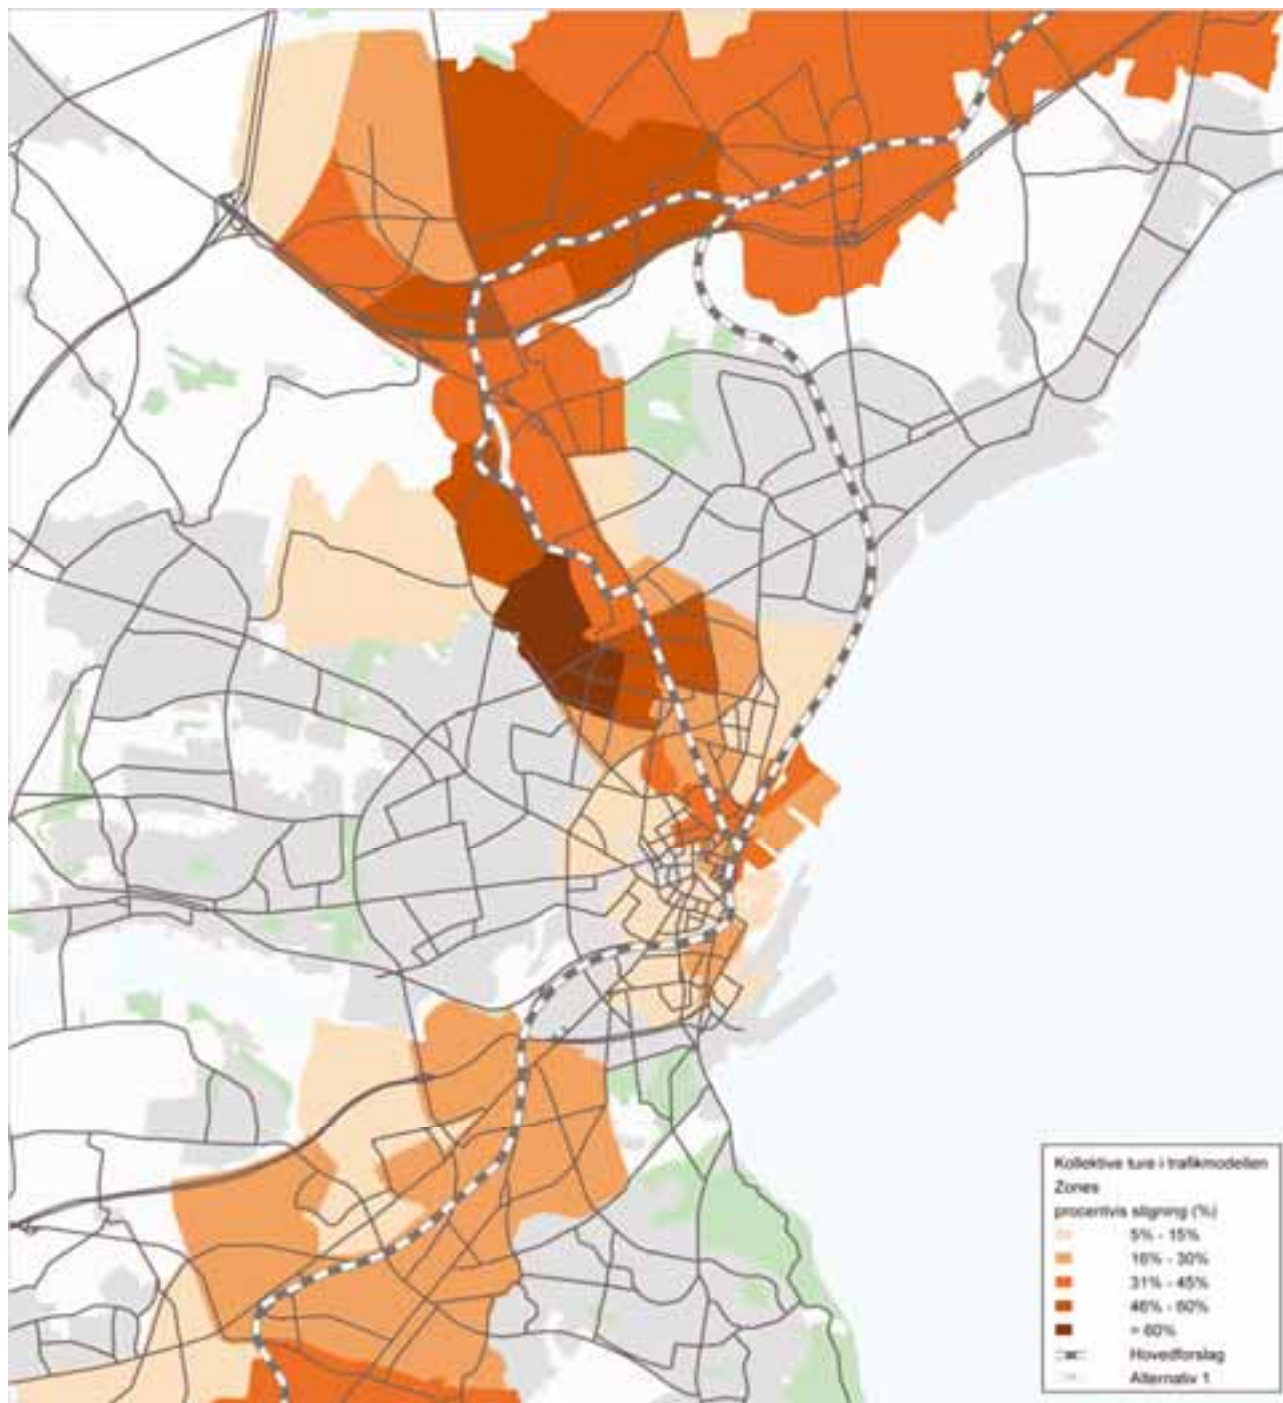 Kollektive ture i trafikmodellen
Zones
procentvis stigning (%)
5% - 15%
16% - 30%
31% - 45%
46% - 60%
> 60%
Hovedforslag
Alternativ 1